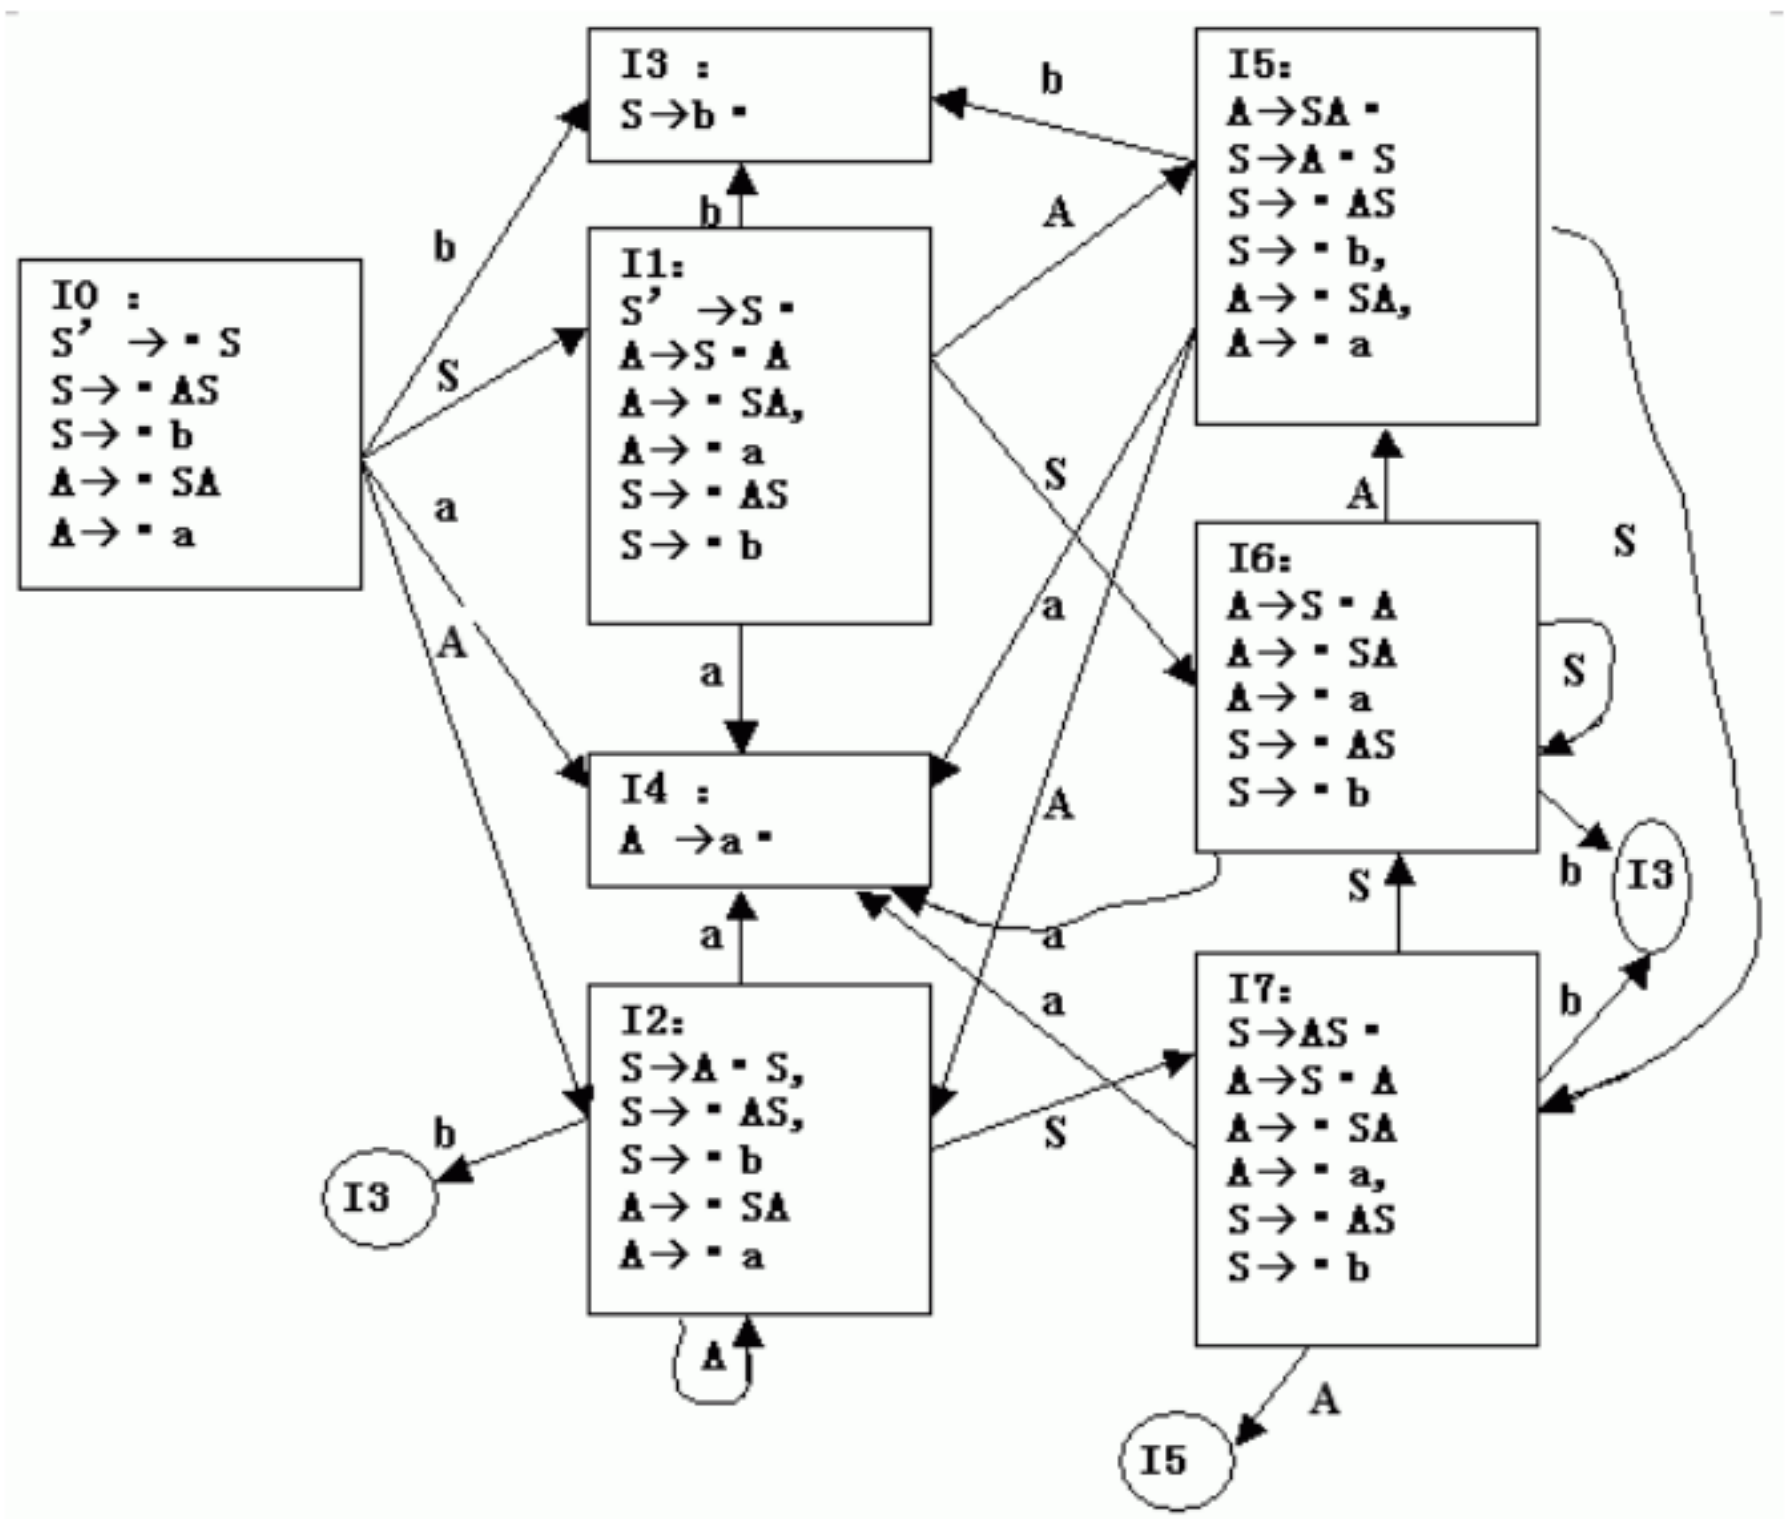 I0 :
S' → · S
S→ · AS
S→ · b
A→ · SA
A→ · a
b
S
a
A
I3 :
S→b ·
b
I1:
S' →S ·
A→S · A
A→ · SA,
A→ · a
S→ · AS
S→ · b
a
I4 :
A →a ·
a
I2:
S→A · S,
S→ · AS,
S→ · b
A→ · SA
A→ · a
A
b
I3
b
A
S
a
A
a
a
S
I5:
A→SA ·
S→A · S
S→ · AS
S→ · b,
A→ · SA,
A→ · a
A
S
I6:
A→S · A
A→ · SA
A→ · a
S→ · AS
S→ · b
S
b
I3
S
b
I7:
S→AS ·
A→S · A
A→ · SA
A→ · a,
S→ · AS
S→ · b
A
I5